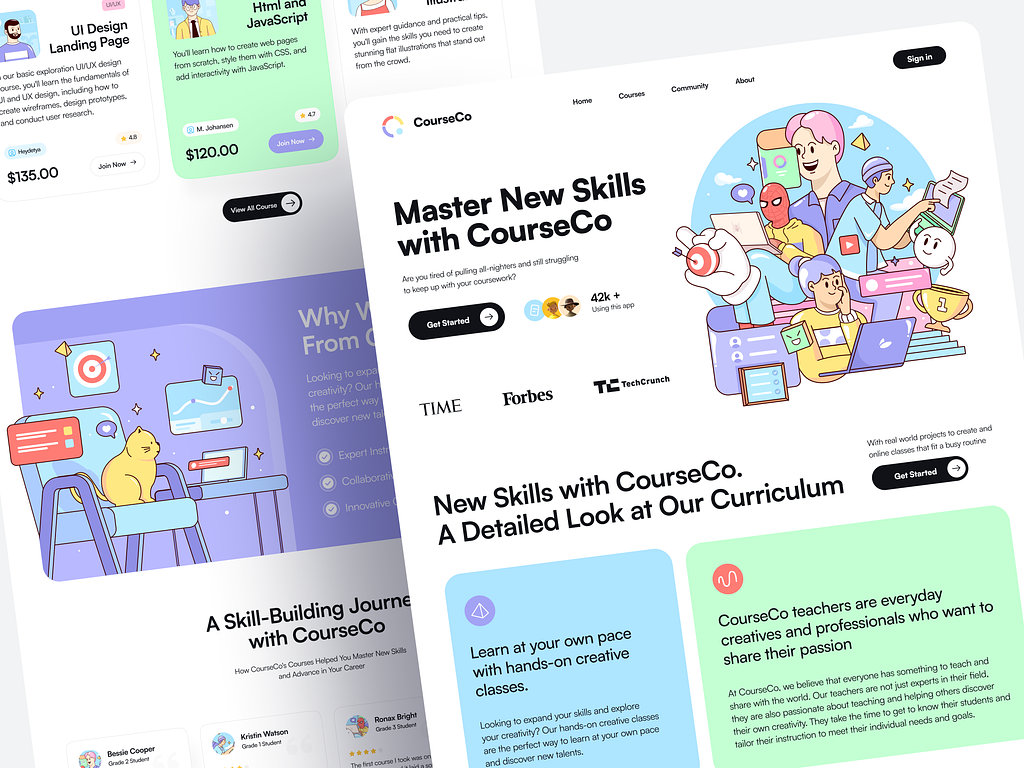 UI/UX
UI Design
Landing Page
our basic exploration UI/UX design
course, you'll learn the fundamentals of
UI and UX design, including how to
create wireframes, design prototypes,
and conduct user research.
4.8
Heydetya
$135.00
Join Now
Html and
JavaScript
You'll learn how to create web pages
from scratch, style them with CSS, and
add interactivity with JavaScript.
M. Johansen
4.7
$120.00
Join Now
With expert guidance and practical tips,
you'll gain the skills you need to create
stunning flat illustrations that stand out
from the crowd.
View All Course
Why
From
Looking to
creativity? Our
the perfect way
discover new
Expert
Innovative
A Skill-Building
with CourseCo
How CourseCo's Courses Helped You Master New Skills
and Advance in Your Career
Bessie Cooper
Grade 2 Student
Kristin Watson
Grade 1 Student
Ronax Bright
Grade 3 Student
The first course I took was
CourseCo
Home
Courses
Community
About
Sign in
Master New Skills
with CourseCo
Are you tired of pulling all-nighters and still struggling
to keep up with your coursework?
Get Started
42k +
Using this app
1
TIME
Forbes
TC TechCrunch
With real world projects to create and
online classes that fit a busy routine
Get Started
New Skills with CourseCo.
A Detailed Look at Our Curriculum
Learn at your own pace
with hands-on creative
classes.
Looking to expand your skills and explore
your creativity? Our hands-on creative classes
are the perfect way to learn at your own pace
and discover new talents.
CourseCo teachers are everyday
creatives and professionals who want to
share their passion
At CourseCo, we believe that everyone has something to teach and
share with the world. Our teachers are not just experts in their field,
they are also passionate about teaching and helping others discover
their own creativity. They take the time to get to know their students and
tailor their instruction to meet their individual needs and goals.